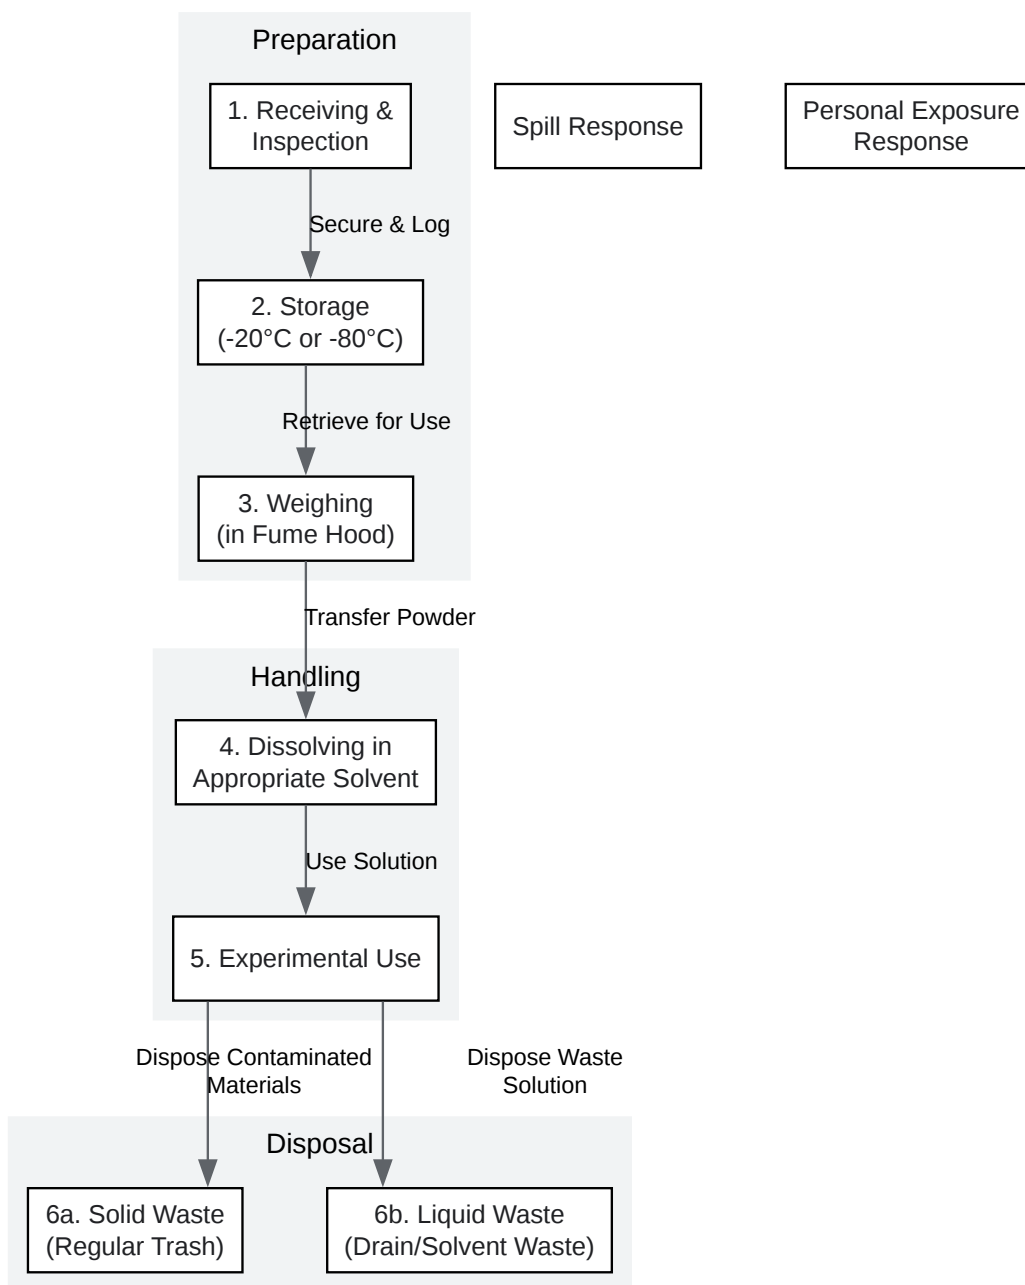 Preparation
1. Receiving &
Inspection
Spill Response
Personal Exposure
Response
Secure & Log
2. Storage
(-20°C or -80°C)
Retrieve for Use
3. Weighing
(in Fume Hood)
Transfer Powder
Handling
4. Dissolving in
Appropriate Solvent
Use Solution
5. Experimental Use
Dispose Contaminated
Materials
Dispose Waste
Solution
Disposal
6a. Solid Waste
(Regular Trash)
6b. Liquid Waste
(Drain/Solvent Waste)